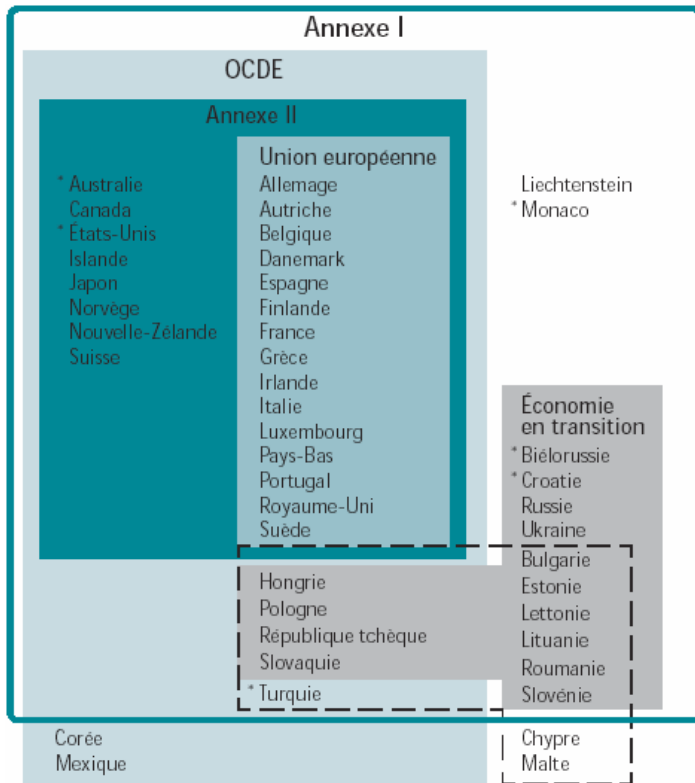 Annexe I
OCDE
Annexe II
* Australie
Canada
* États-Unis
Islande
Japon
Norvège
Nouvelle-Zélande
Suisse
Union européenne
Allemage
Autriche
Belgique
Danemark
Espagne
Finlande
France
Grèce
Irlande
Italie
Luxembourg
Pays-Bas
Portugal
Royaume-Uni
Suède
Liechtenstein
* Monaco
Économie
en transition
* Biélorussie
* Croatie
Russie
Ukraine
Bulgarie
Estonie
Lettonie
Lituanie
Roumanie
Slovénie
Hongrie
Pologne
République tchèque
Slovaquie
* Turquie
Corée
Mexique
Chypre
Malte